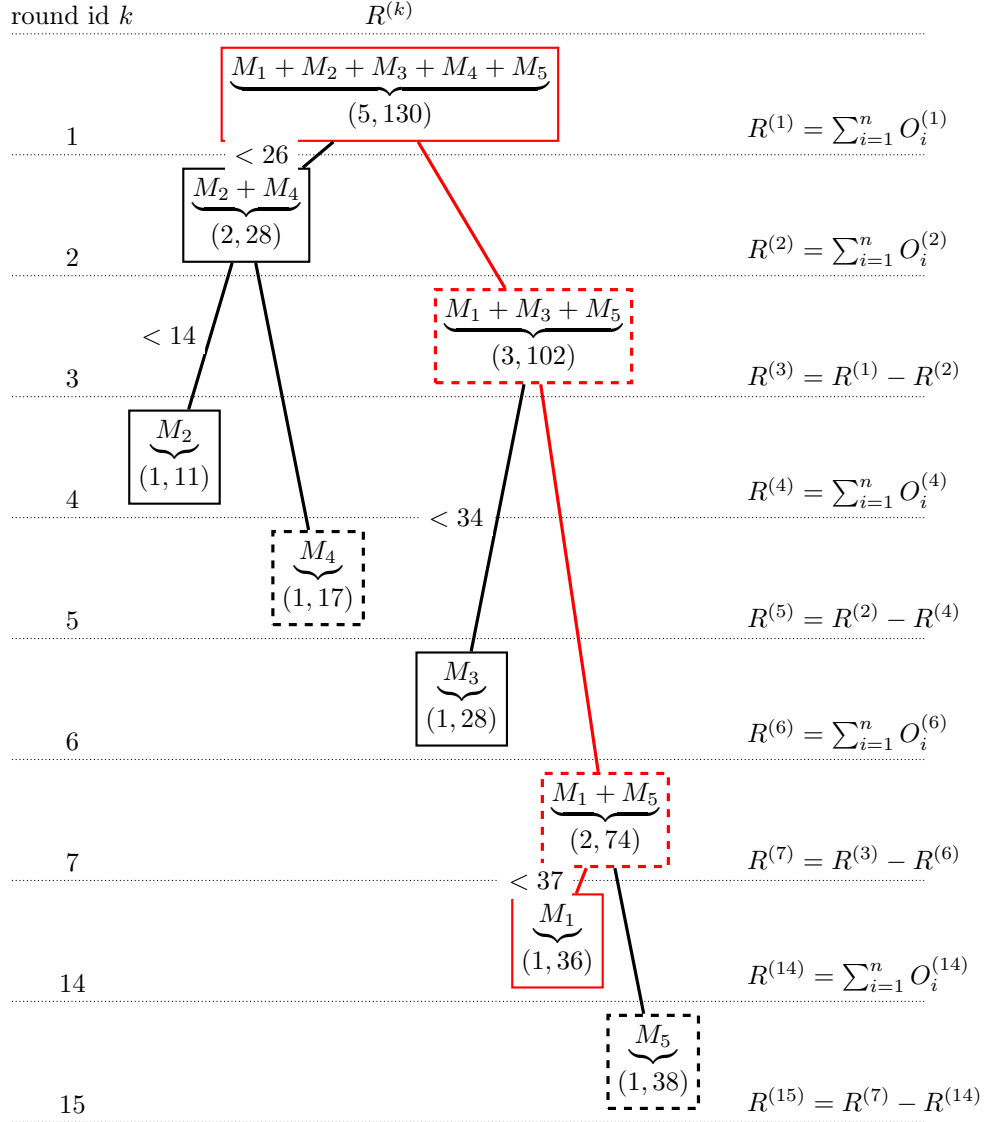 round id k R^{(k)}
M_1 + M_2 + M_3 + M_4 + M_5
(5, 130)
1 R^{(1)} = \sum_{i=1}^{n} O_i^{(1)}
< 26
M_2 + M_4
(2, 28)
2 R^{(2)} = \sum_{i=1}^{n} O_i^{(2)}
M_1 + M_3 + M_5
< 14
(3, 102)
3 R^{(3)} = R^{(1)} − R^{(2)}
M_2
(1, 11)
4 R^{(4)} = \sum_{i=1}^{n} O_i^{(4)}
< 34
M_4
(1, 17)
5 R^{(5)} = R^{(2)} − R^{(4)}
M_3
(1, 28)
6 R^{(6)} = \sum_{i=1}^{n} O_i^{(6)}
M_1 + M_5
(2, 74)
7 R^{(7)} = R^{(3)} − R^{(6)}
< 37
M_1
(1, 36)
14 R^{(14)} = \sum_{i=1}^{n} O_i^{(14)}
M_5
(1, 38)
15 R^{(15)} = R^{(7)} − R^{(14)}